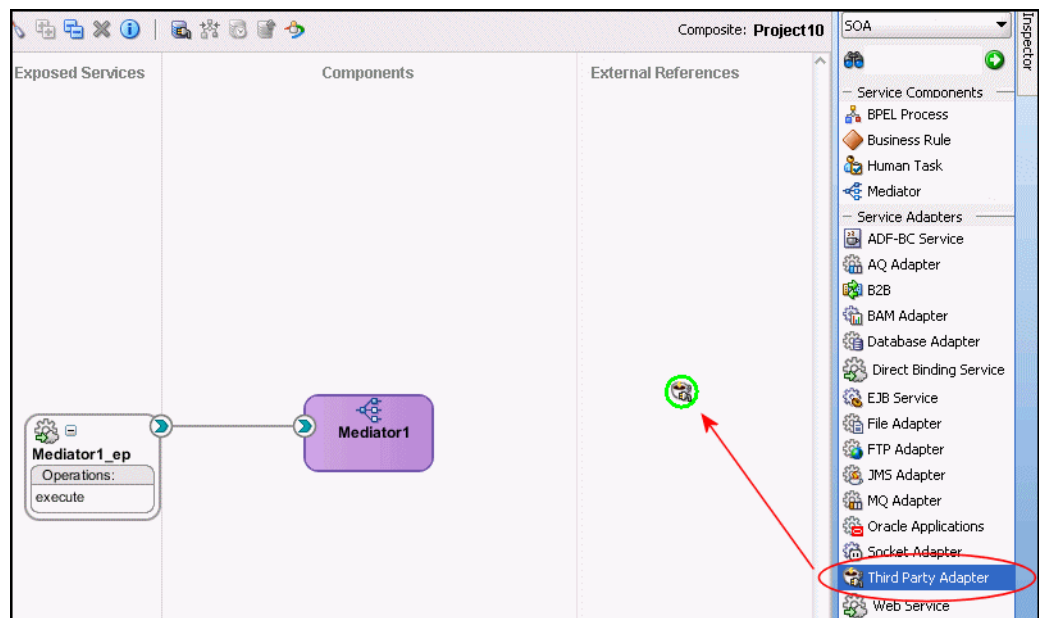 Composite: Project10
Exposed Services
Components
External References
Mediator1_ep
Operations:
execute
Mediator1
SOA
Service Components
BPEL Process
Business Rule
Human Task
Mediator
Service Adapters
ADF-BC Service
AQ Adapter
B2B
BAM Adapter
Database Adapter
Direct Binding Service
EJB Service
File Adapter
FTP Adapter
JMS Adapter
MQ Adapter
Oracle Applications
Socket Adapter
Third Party Adapter
Web Service
Inspector